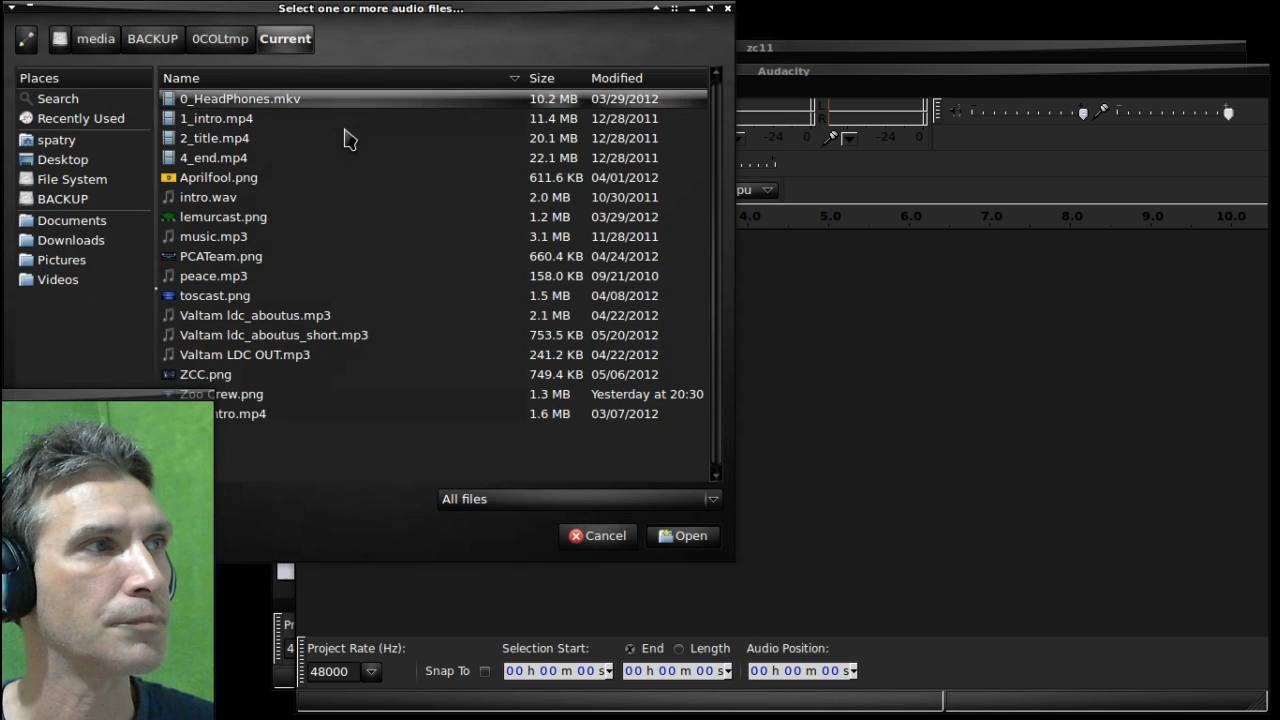 Select one or more audio files...
media BACKUP 0COLtmp Current
zc11
Audacity
Places
Search
Recently Used
spatry
Desktop
File System
BACKUP
Documents
Downloads
Pictures
Videos
Name Size Modified
0_HeadPhones.mkv 10.2 MB 03/29/2012
1_intro.mp4 11.4 MB 12/28/2011
2_title.mp4 20.1 MB 12/28/2011
4_end.mp4 22.1 MB 12/28/2011
Aprilfool.png 611.6 KB 04/01/2012
intro.wav 2.0 MB 10/30/2011
lemurcast.png 1.2 MB 03/29/2012
music.mp3 3.1 MB 11/28/2011
PCATeam.png 660.4 KB 04/24/2012
peace.mp3 158.0 KB 09/21/2010
toscast.png 1.5 MB 04/08/2012
Valtam ldc_aboutus.mp3 2.1 MB 04/22/2012
Valtam ldc_aboutus_short.mp3 753.5 KB 05/20/2012
Valtam LDC OUT.mp3 241.2 KB 04/22/2012
ZCC.png 749.4 KB 05/06/2012
Zoo Crew.png 1.3 MB Yesterday at 20:30
ntro.mp4 1.6 MB 03/07/2012
All files
Cancel Open
L
R
-24 0 -24 0
pu
4.0 5.0 6.0 7.0 8.0 9.0 10.0
Pr
4
Project Rate (Hz): Selection Start: End Length Audio Position:
48000 Snap To 00 h 00 m 00 s 00 h 00 m 00 s 00 h 00 m 00 s